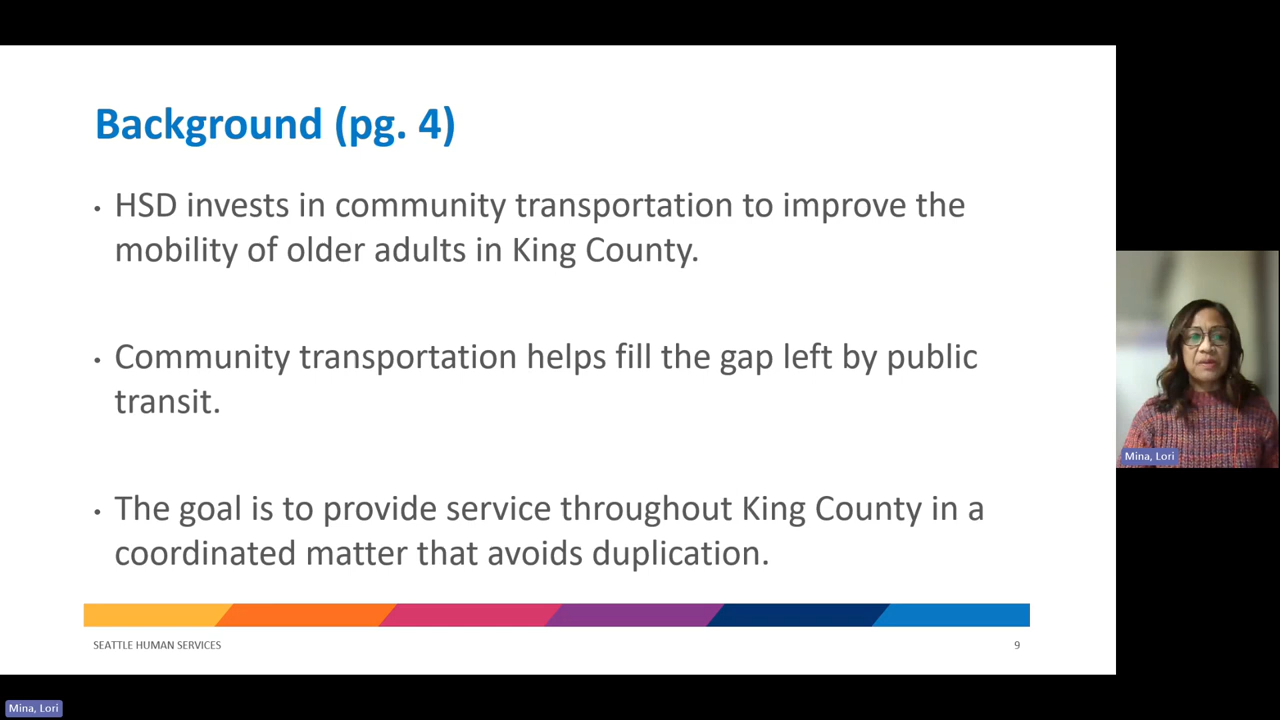 Background (pg. 4)
• HSD invests in community transportation to improve the
mobility of older adults in King County.
• Community transportation helps fill the gap left by public
transit.
• The goal is to provide service throughout King County in a
coordinated matter that avoids duplication.
SEATTLE HUMAN SERVICES
9
Mina, Lori
Mina, Lori